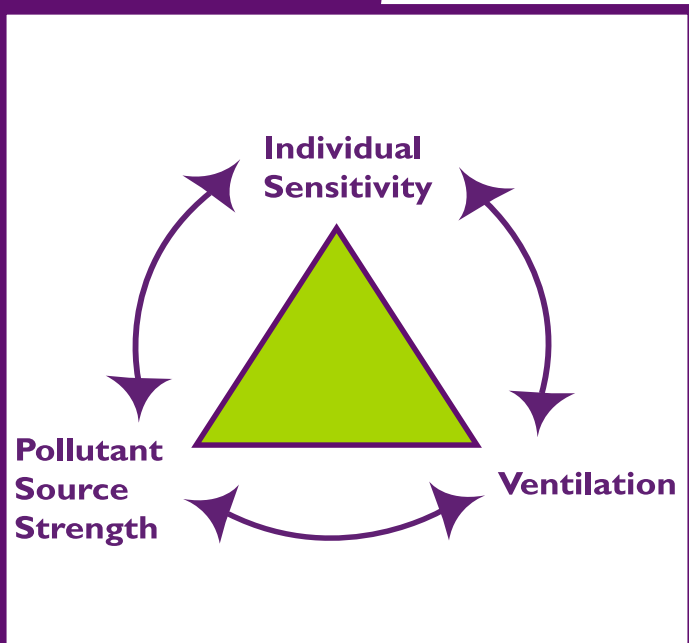 Individual
Sensitivity
Pollutant
Source
Strength
Ventilation